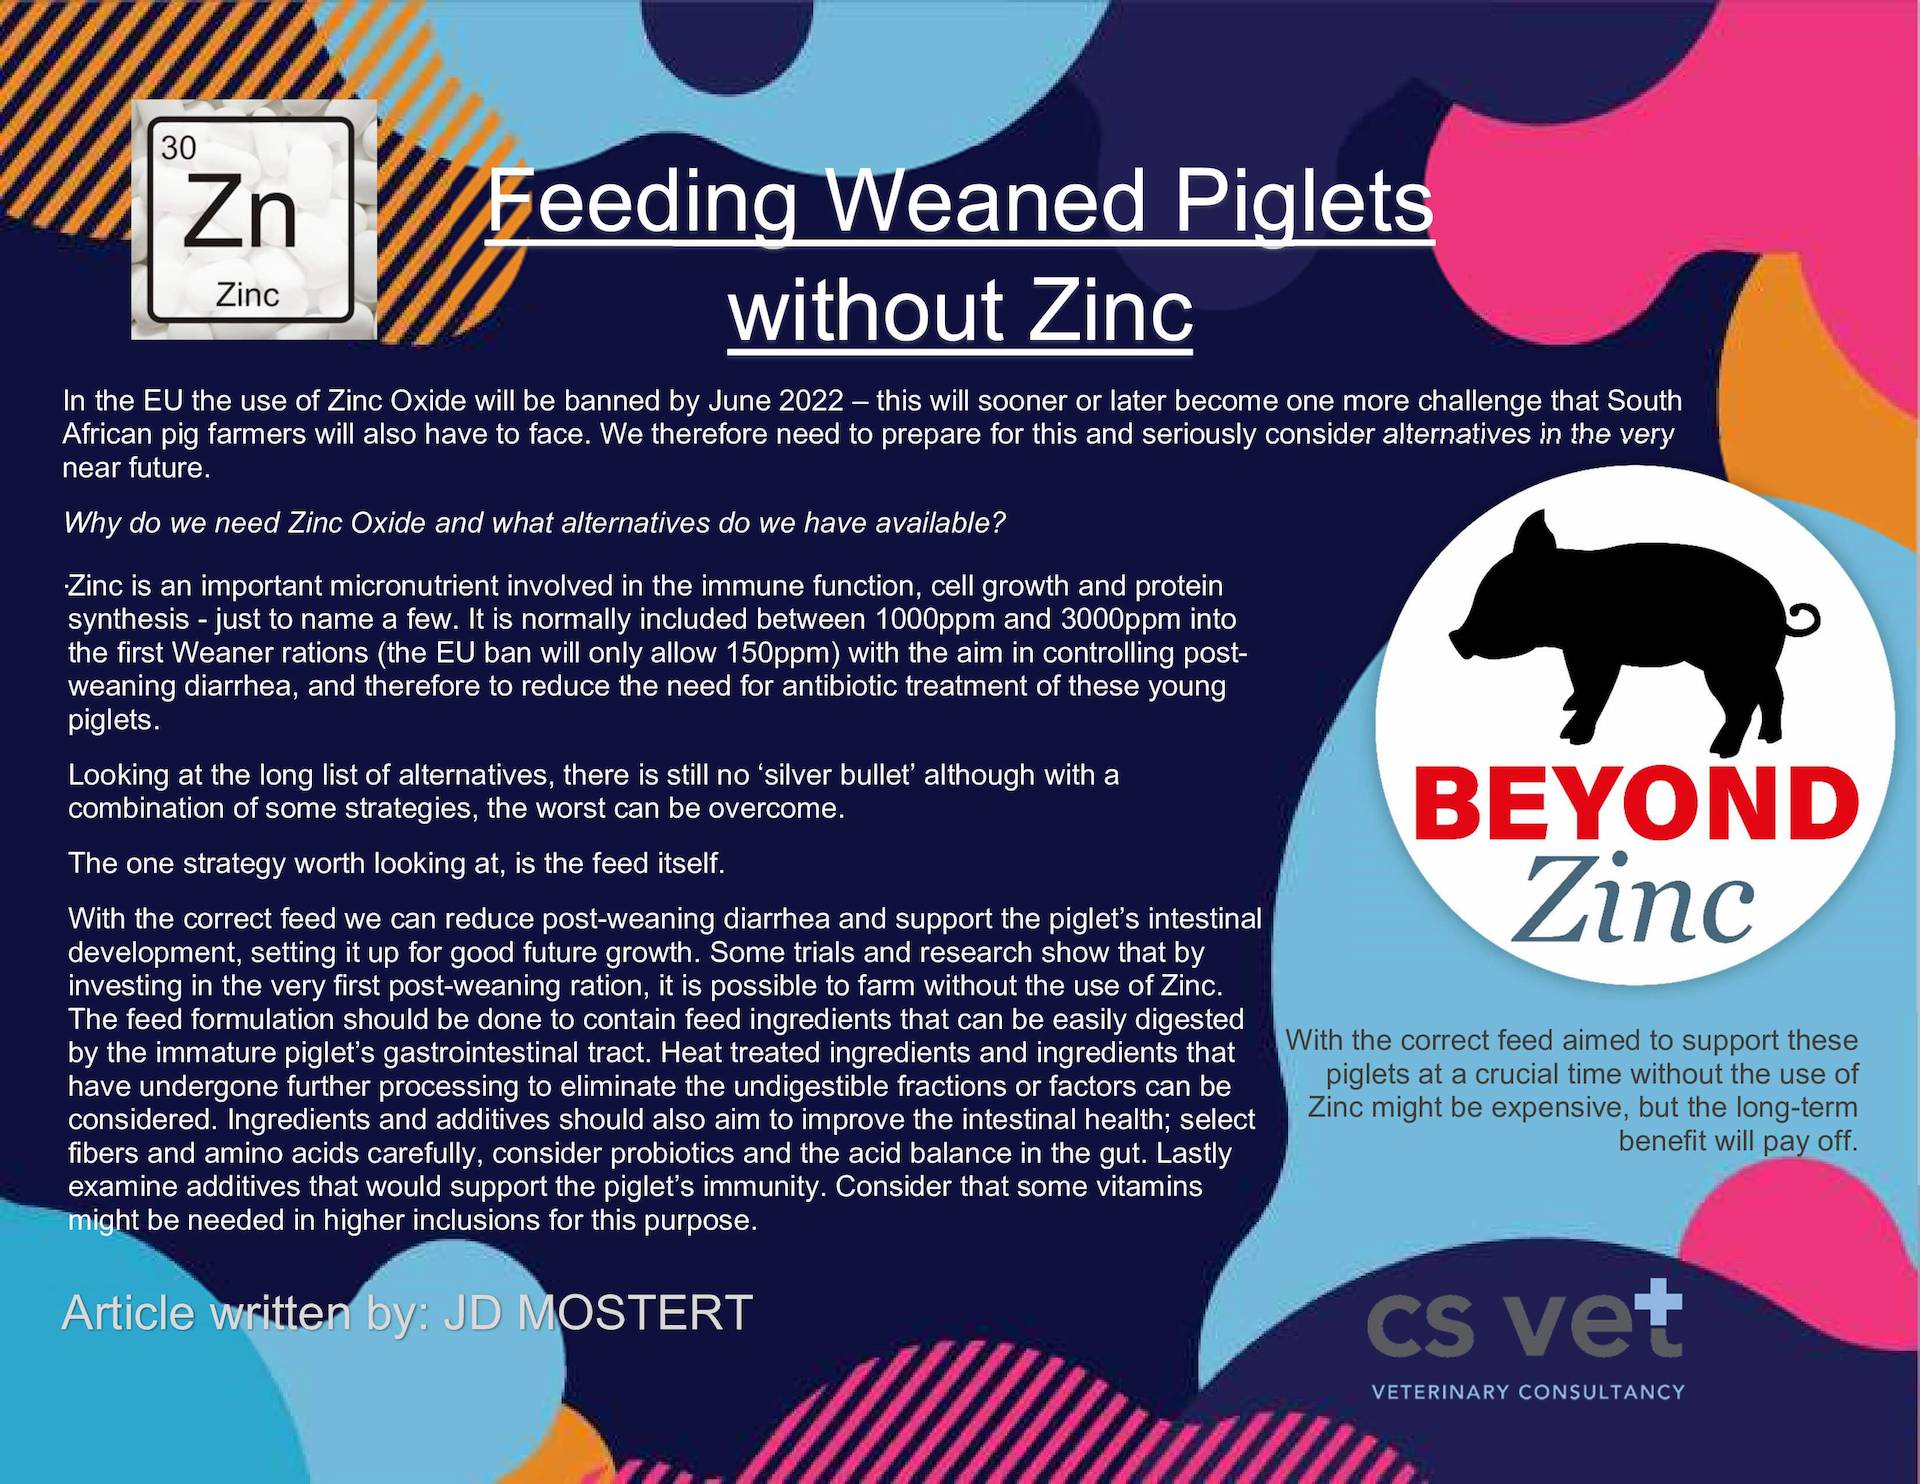 30
Zn
Zinc
Feeding Weaned Piglets
without Zinc
In the EU the use of Zinc Oxide will be banned by June 2022 – this will sooner or later become one more challenge that South
African pig farmers will also have to face. We therefore need to prepare for this and seriously consider alternatives in the very
near future.
Why do we need Zinc Oxide and what alternatives do we have available?
·Zinc is an important micronutrient involved in the immune function, cell growth and protein
synthesis - just to name a few. It is normally included between 1000ppm and 3000ppm into
the first Weaner rations (the EU ban will only allow 150ppm) with the aim in controlling post-
weaning diarrhea, and therefore to reduce the need for antibiotic treatment of these young
piglets.
Looking at the long list of alternatives, there is still no ‘silver bullet’ although with a
combination of some strategies, the worst can be overcome.
The one strategy worth looking at, is the feed itself.
With the correct feed we can reduce post-weaning diarrhea and support the piglet’s intestinal
development, setting it up for good future growth. Some trials and research show that by
investing in the very first post-weaning ration, it is possible to farm without the use of Zinc.
The feed formulation should be done to contain feed ingredients that can be easily digested
by the immature piglet’s gastrointestinal tract. Heat treated ingredients and ingredients that
have undergone further processing to eliminate the undigestible fractions or factors can be
considered. Ingredients and additives should also aim to improve the intestinal health; select
fibers and amino acids carefully, consider probiotics and the acid balance in the gut. Lastly
examine additives that would support the piglet’s immunity. Consider that some vitamins
might be needed in higher inclusions for this purpose.
BEYOND
Zinc
With the correct feed aimed to support these
piglets at a crucial time without the use of
Zinc might be expensive, but the long-term
benefit will pay off.
Article written by: JD MOSTERT
cs vet
VETERINARY CONSULTANCY